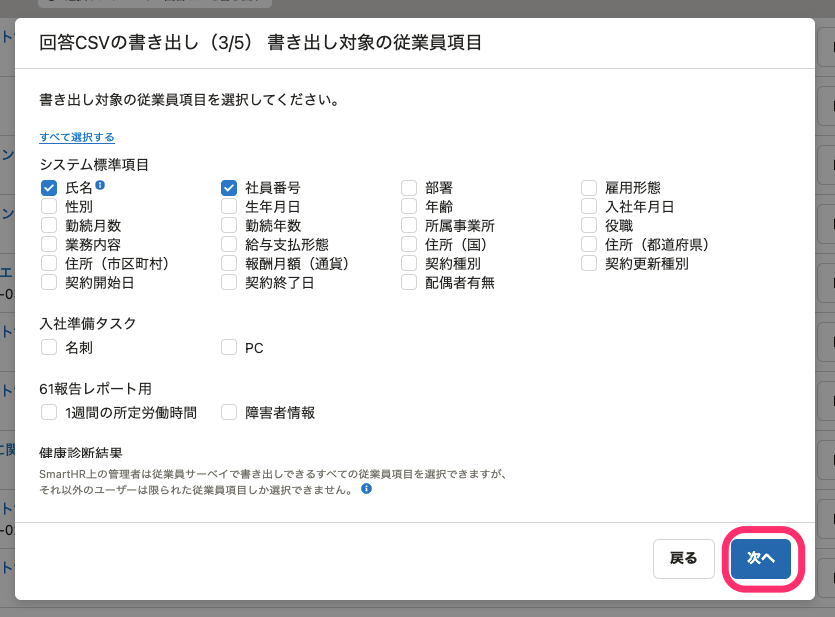 回答CSVの書き出し（3/5） 書き出し対象の従業員項目
書き出し対象の従業員項目を選択してください。
すべて選択する
システム標準項目
氏名 社員番号 部署 雇用形態
性別 生年月日 年齢 入社年月日
勤続月数 勤続年数 所属事業所 役職
業務内容 給与支払形態 住所（国） 住所（都道府県）
住所（市区町村） 報酬月額（通貨） 契約種別 契約更新種別
契約開始日 契約終了日 配偶者有無
入社準備タスク
名刺 PC
61報告レポート用
1週間の所定労働時間 障害者情報
健康診断結果
SmartHR上の管理者は従業員サーベイで書き出しできるすべての従業員項目を選択できますが、
それ以外のユーザーは限られた従業員項目しか選択できません。
戻る 次へ